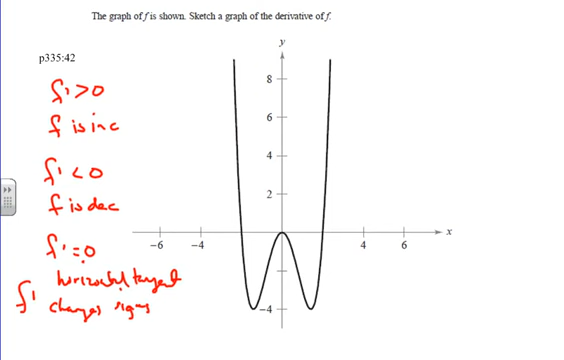 The graph of f is shown. Sketch a graph of the derivative of f.
p335:42
f' > 0
f is inc
f' < 0
f is dec
f' = 0
horizontal tangent
f' changes signs
y
8
6
4
2
-6 -4 4 6 x
-4